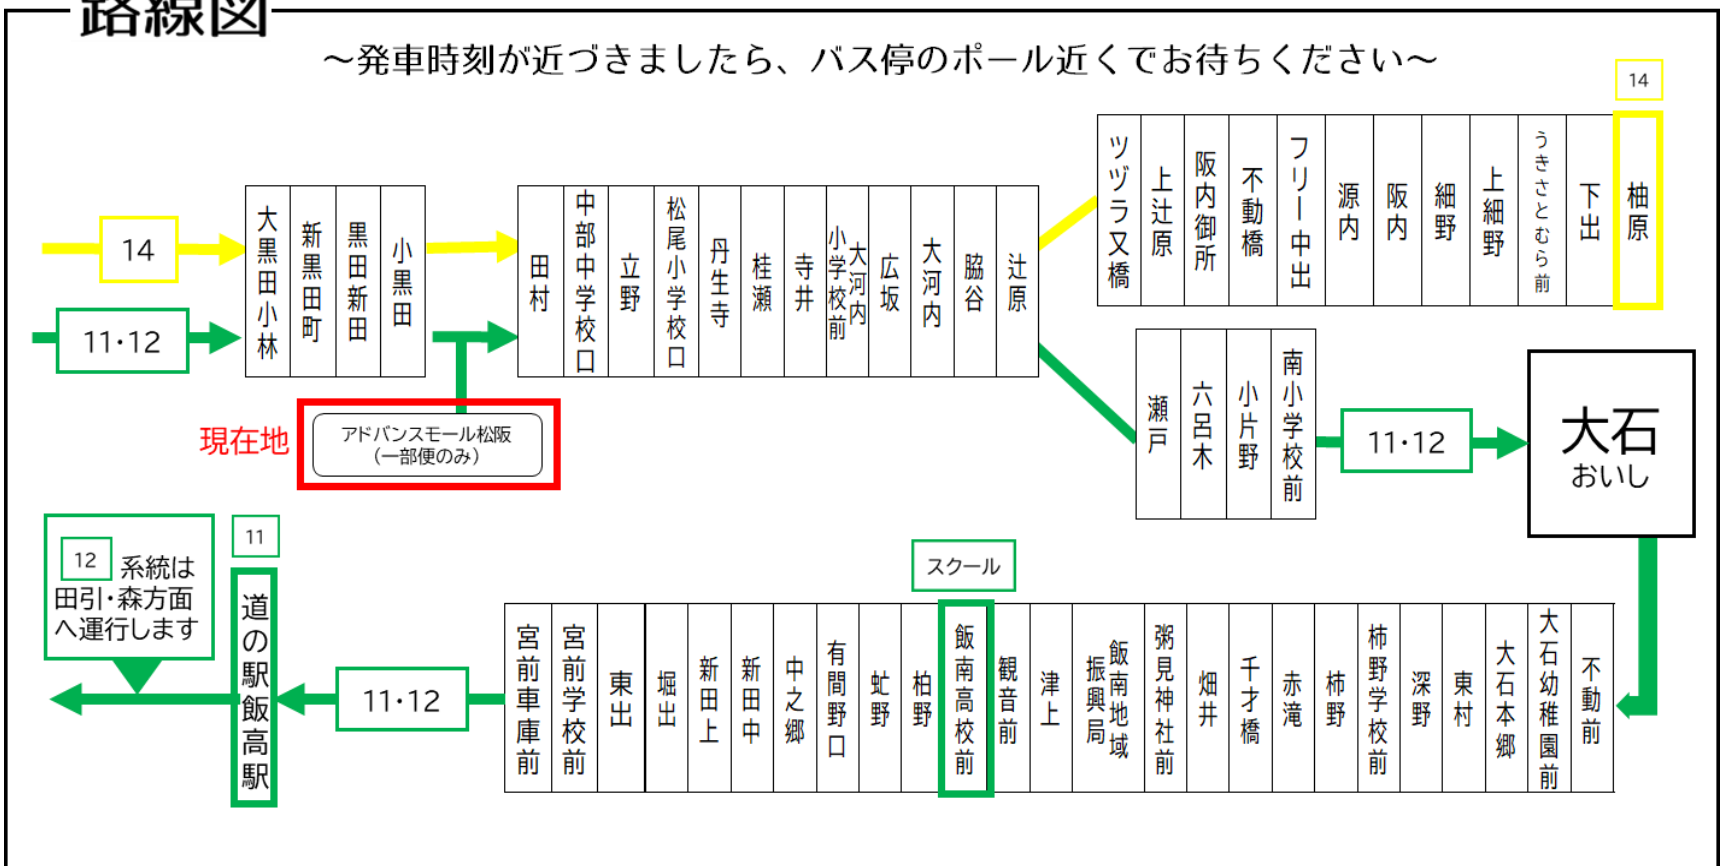 路線図
～発車時刻が近づきましたら、バス停のポール近くでお待ちください～
14
14
大黒田小林
新黒田町
黒田新田
小黒田
田村
中部中学校口
立野
松尾小学校口
丹生寺
桂瀬
寺井
大河内
小学校前
広坂
大河内
脇谷
辻原
ツヅラ又橋
上辻原
阪内御所
不動橋
フリー中出
源内
阪内
細野
上細野
うきさとむら前
下出
柚原
11・12
現在地
アドバンスモール松阪
（一部便のみ）
瀬戸
六呂木
小片野
南小学校前
11・12
大石
おいし
12 系統は
田引・森方面
へ運行します
11
道の駅飯高駅
11・12
スクール
宮前車庫前
宮前学校前
東出
堀出
新田上
新田中
中之郷
有間野口
虻野
柏野
飯南高校前
観音前
津上
飯南地域
振興局
粥見神社前
畑井
千才橋
赤滝
柿野
柿野学校前
深野
東村
大石本郷
大石幼稚園前
不動前